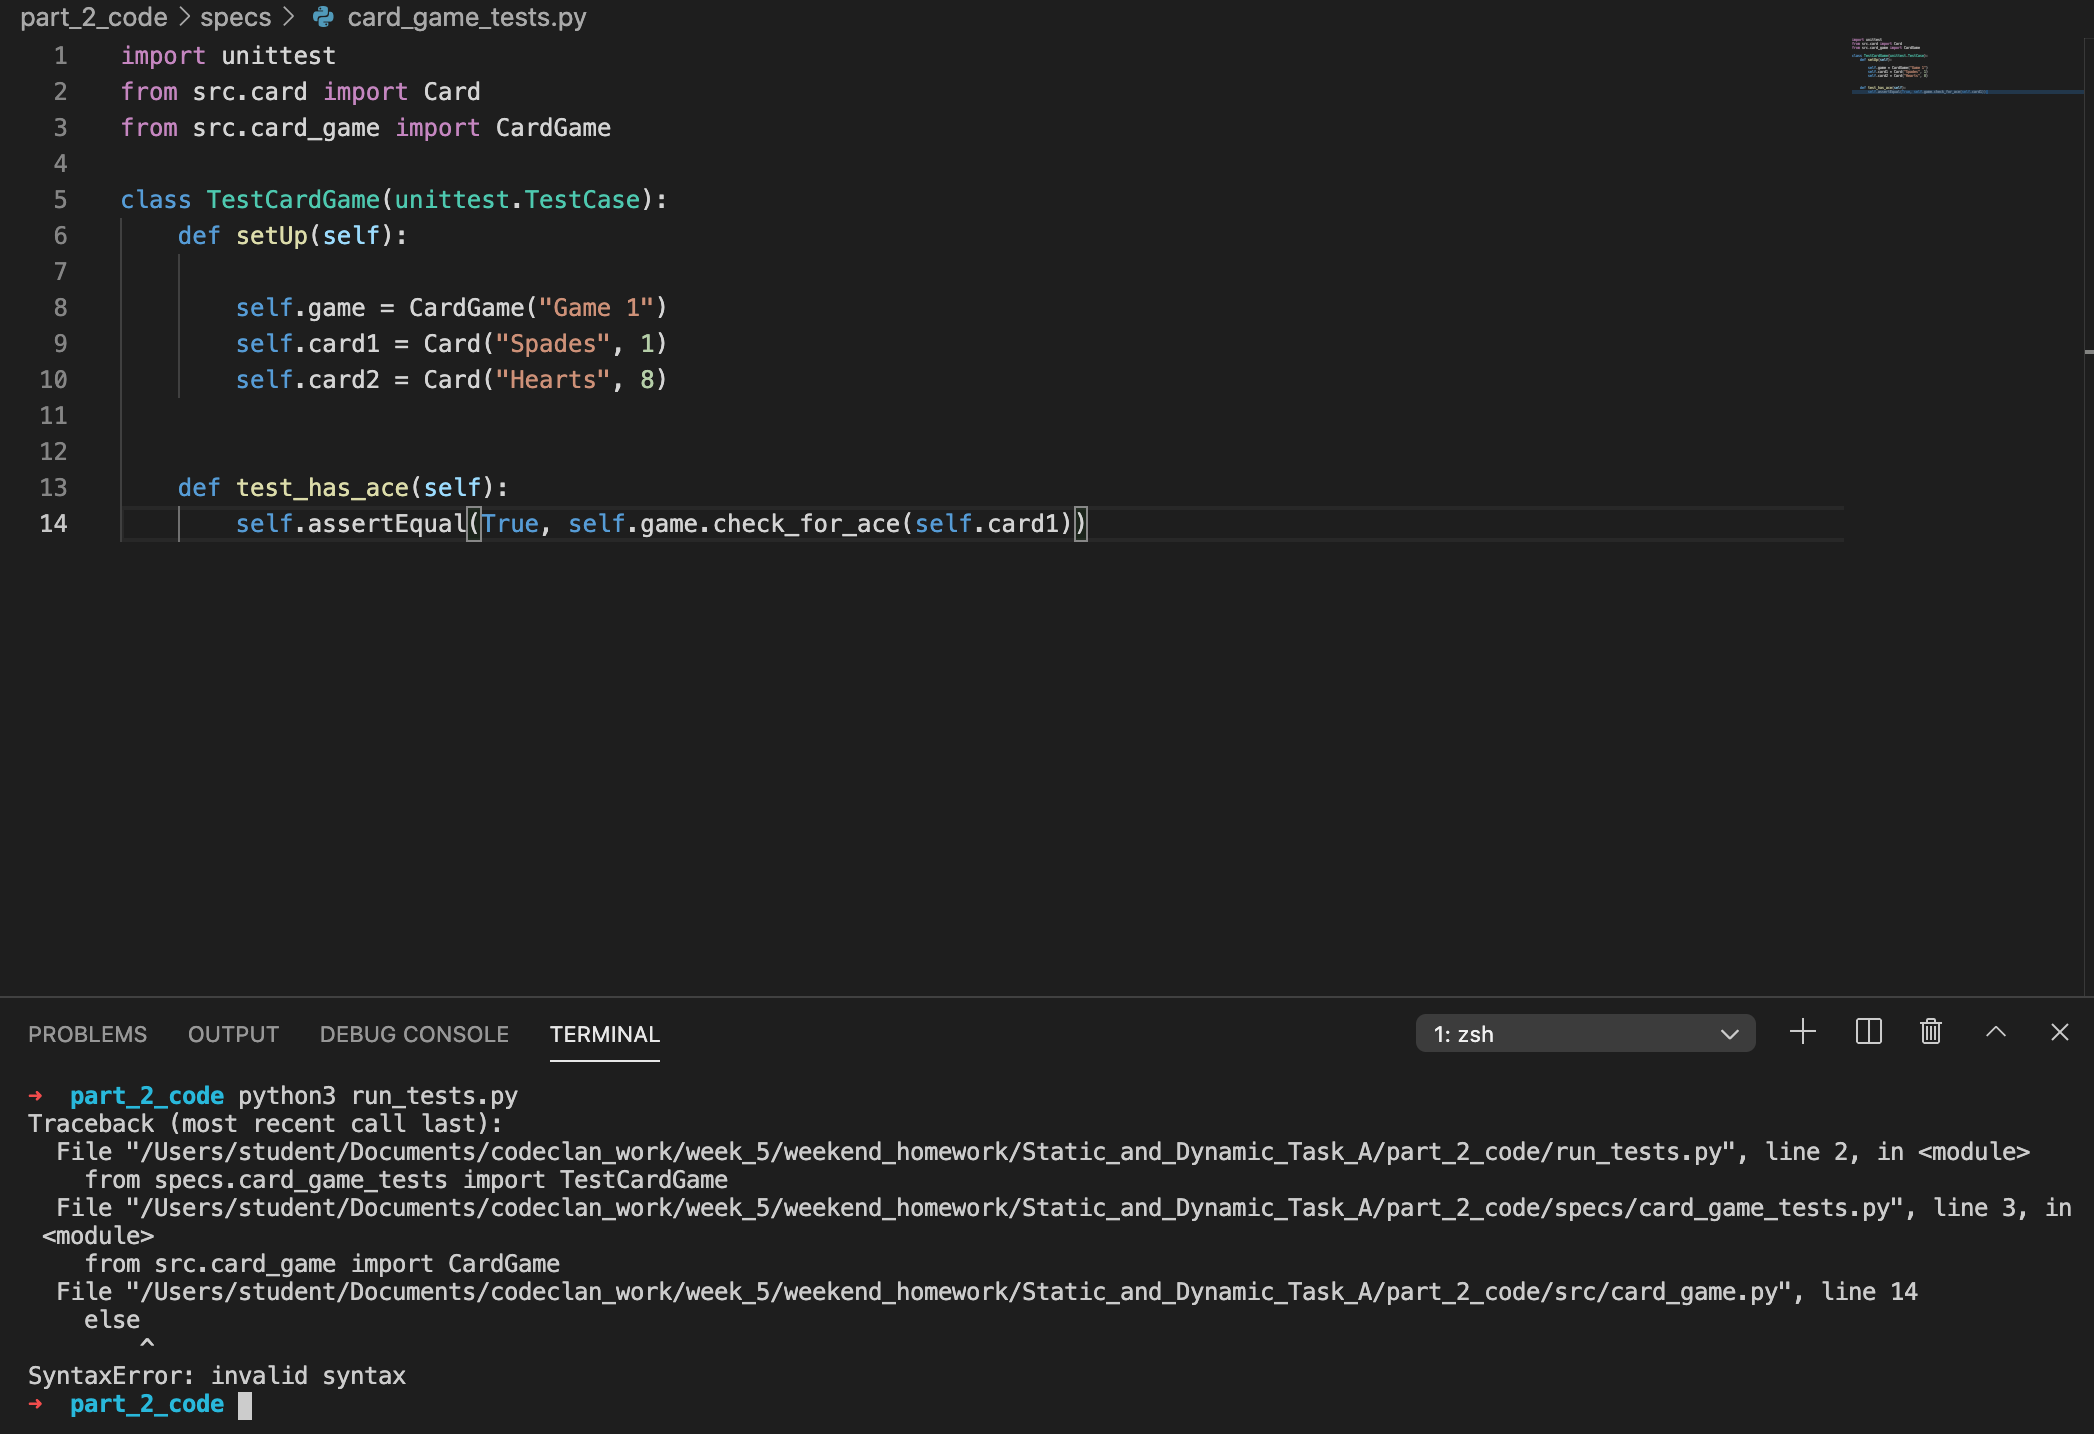 part_2_code > specs > card_game_tests.py
1 import unittest
2 from src.card import Card
3 from src.card_game import CardGame
4
5 class TestCardGame(unittest.TestCase):
6     def setUp(self):
7
8         self.game = CardGame("Game 1")
9         self.card1 = Card("Spades", 1)
10         self.card2 = Card("Hearts", 8)
11
12
13     def test_has_ace(self):
14         self.assertEqual(True, self.game.check_for_ace(self.card1))
PROBLEMS OUTPUT DEBUG CONSOLE TERMINAL 1: zsh
➜  part_2_code python3 run_tests.py
Traceback (most recent call last):
  File "/Users/student/Documents/codeclan_work/week_5/weekend_homework/Static_and_Dynamic_Task_A/part_2_code/run_tests.py", line 2, in <module>
    from specs.card_game_tests import TestCardGame
  File "/Users/student/Documents/codeclan_work/week_5/weekend_homework/Static_and_Dynamic_Task_A/part_2_code/specs/card_game_tests.py", line 3, in
 <module>
    from src.card_game import CardGame
  File "/Users/student/Documents/codeclan_work/week_5/weekend_homework/Static_and_Dynamic_Task_A/part_2_code/src/card_game.py", line 14
    else
        ^
SyntaxError: invalid syntax
➜  part_2_code